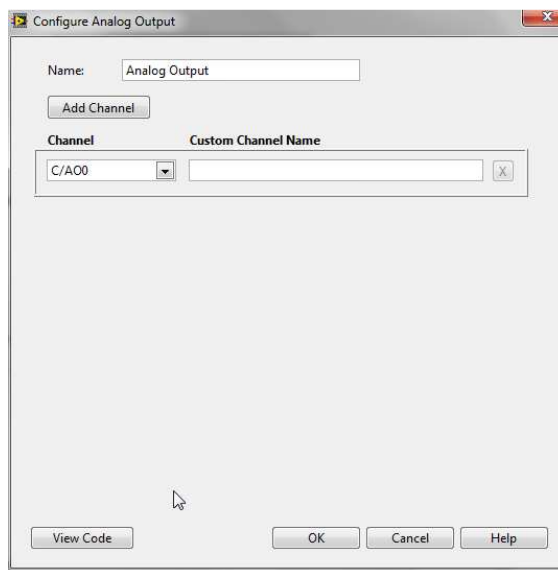 Configure Analog Output
X
Name: Analog Output
Add Channel
Channel Custom Channel Name
C/AO0 X
View Code OK Cancel Help